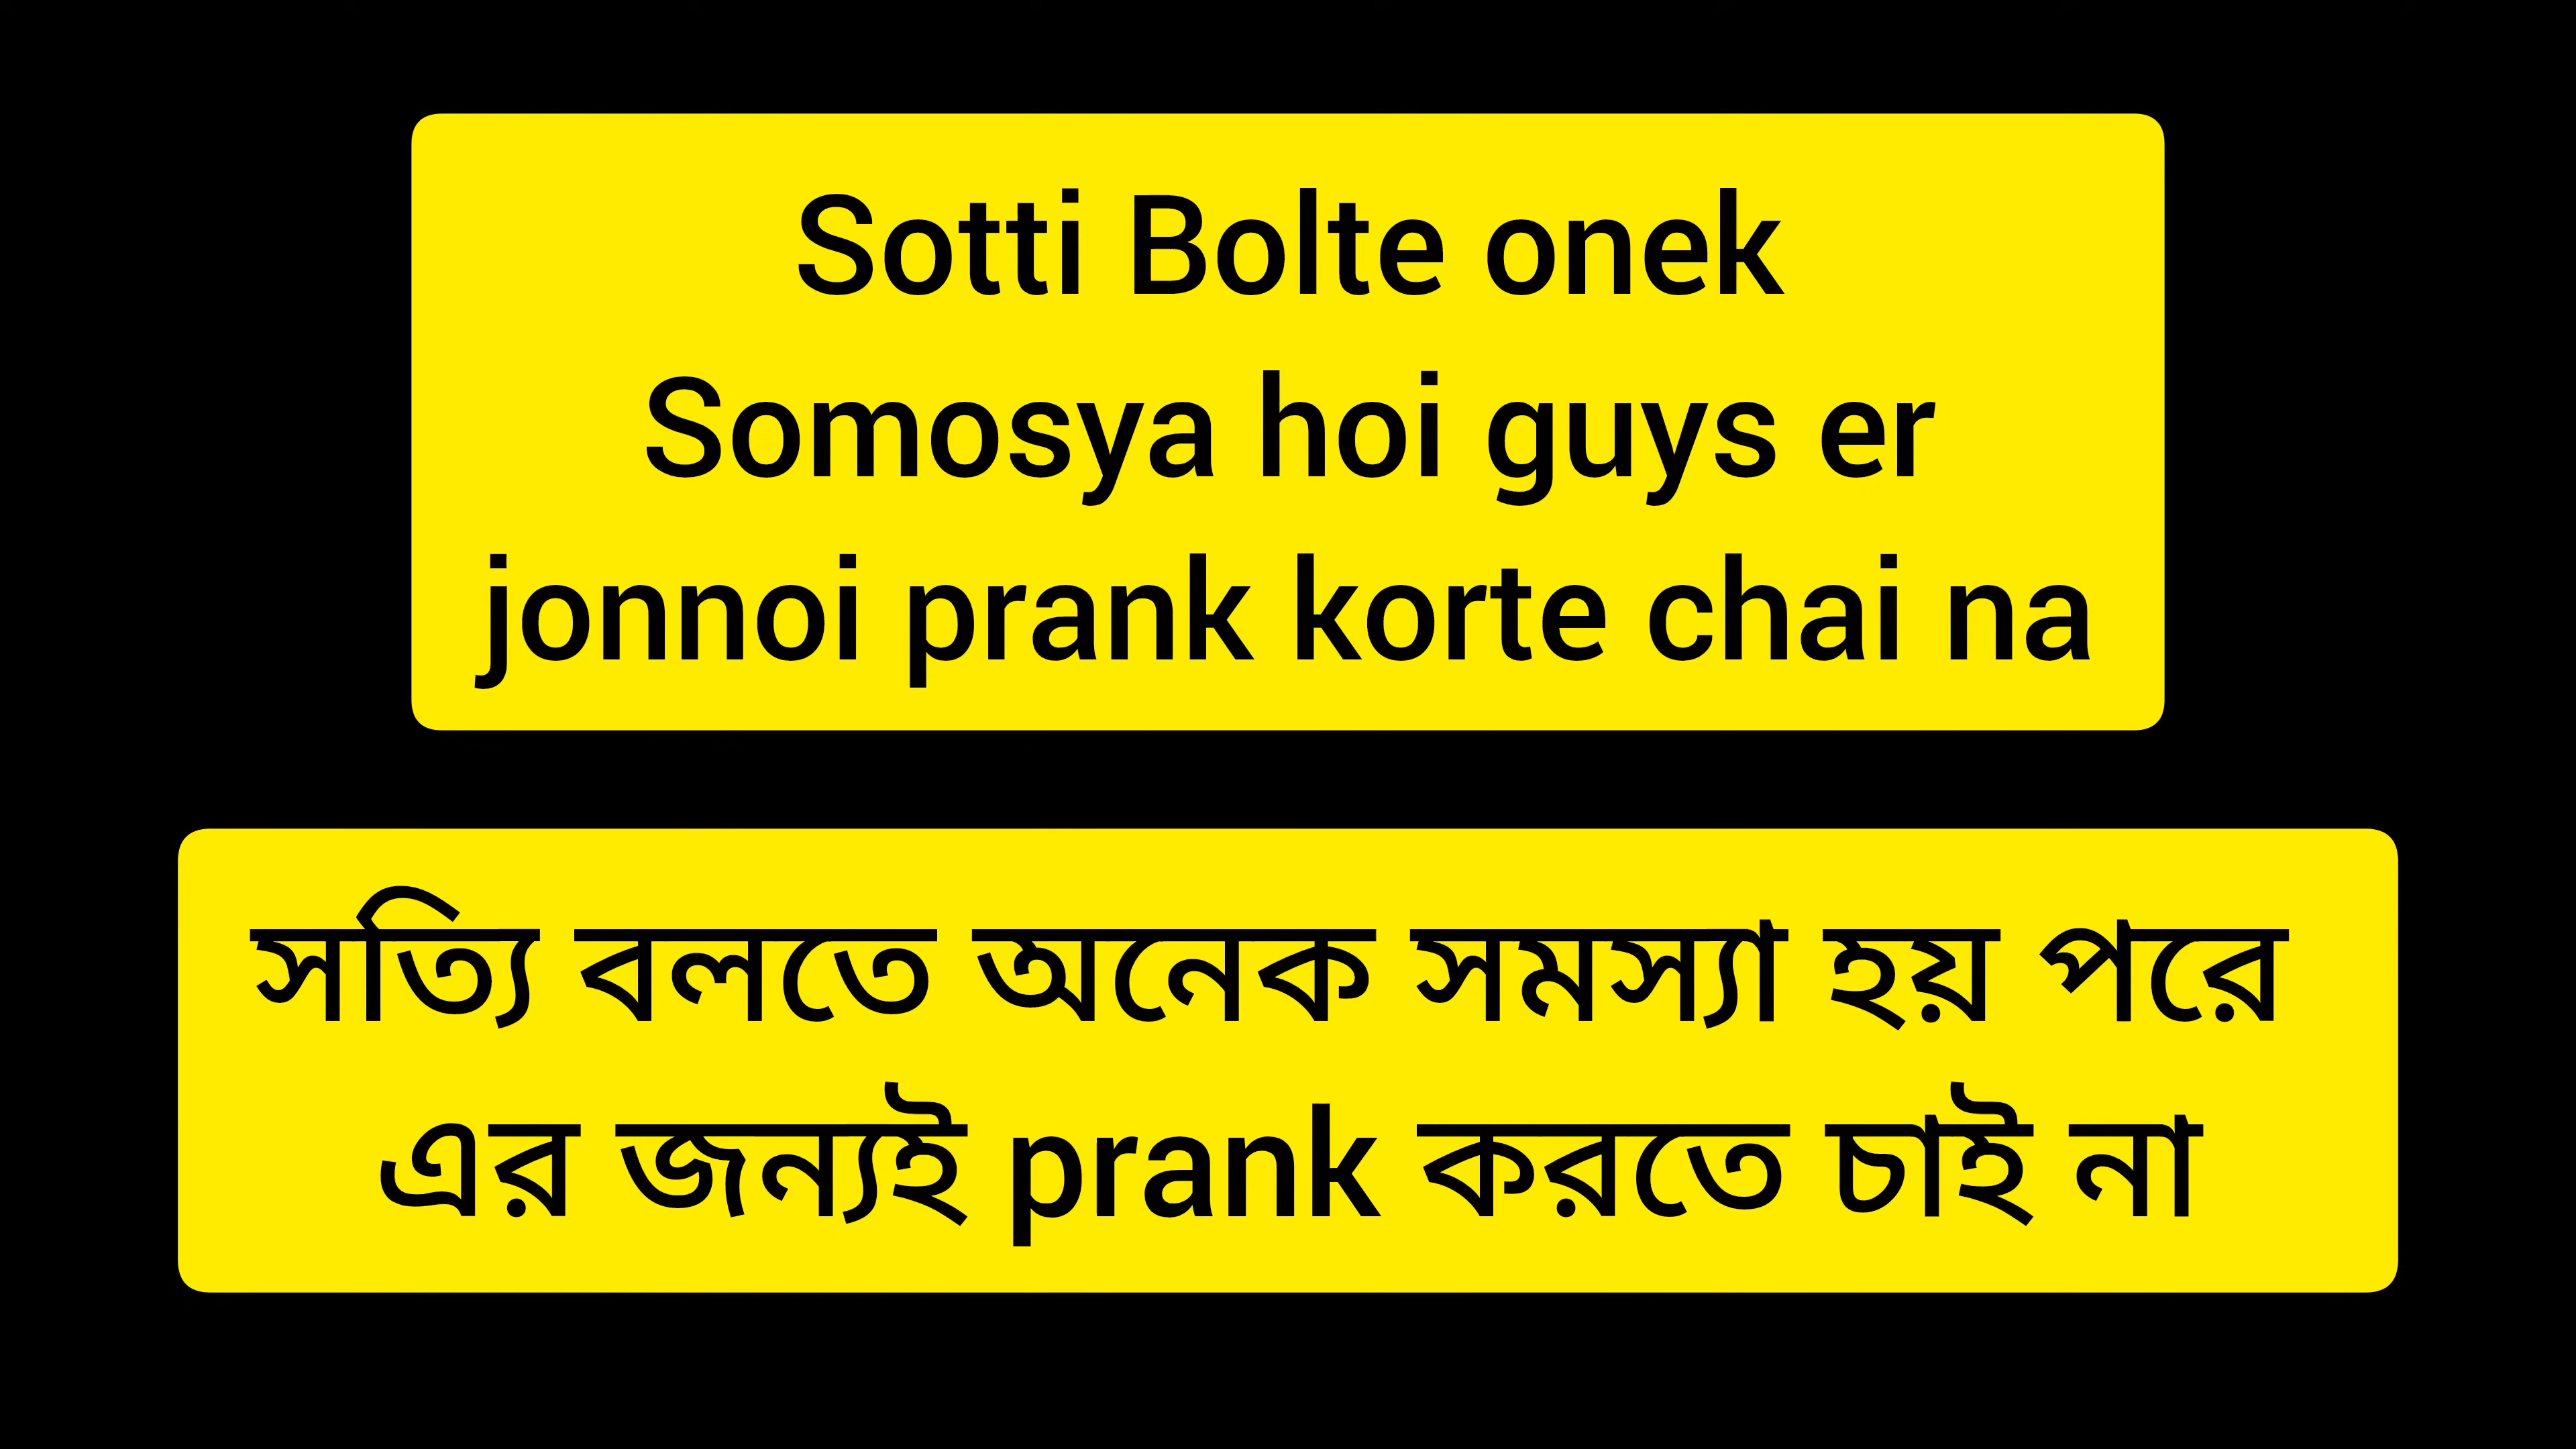 Sotti Bolte onek
Somosya hoi guys er
jonnoi prank korte chai na
সত্যি বলতে অনেক সমস্যা হয় পরে
এর জন্যই prank করতে চাই না